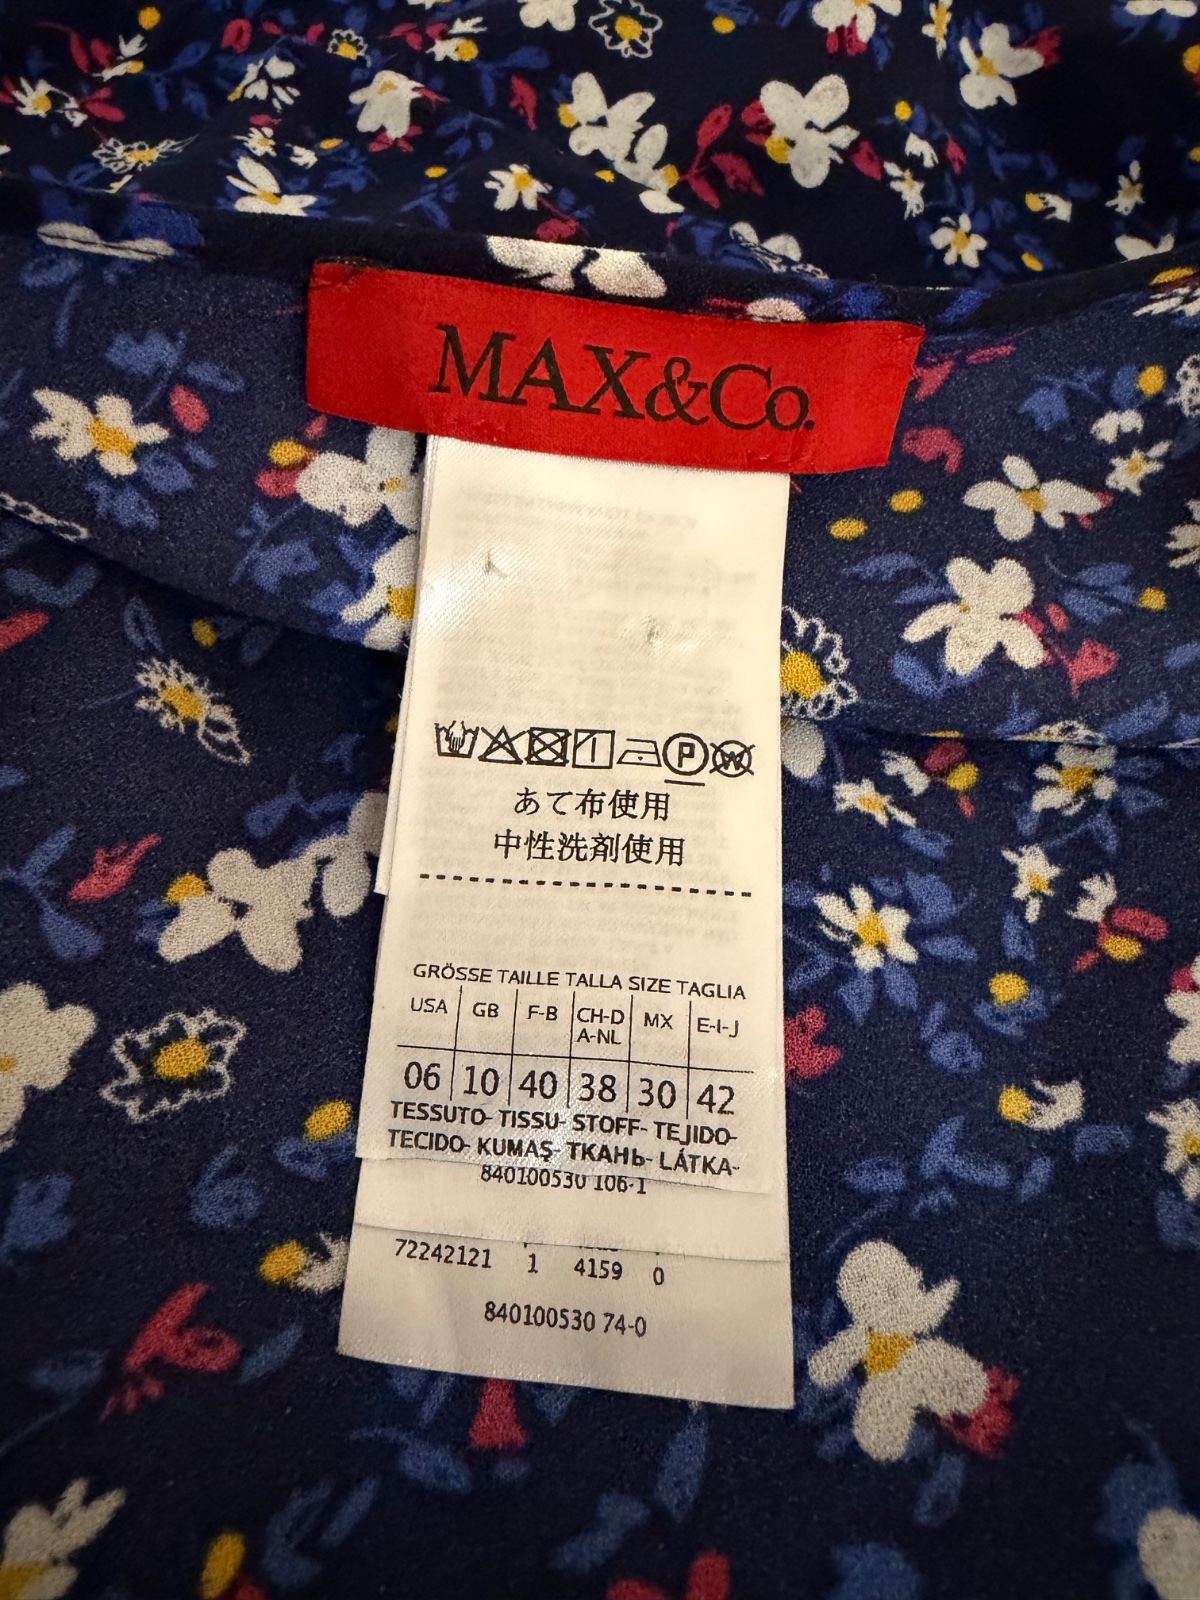 MAX&Co.
あて布使用
中性洗剤使用
GRÖSSE TAILLE TALLA SIZE TAGLIA
USA GB F-B CH-D A-NL MX E-I-J
06 10 40 38 30 42
TESSUTO- TISSU- STOFF- TEJIDO-
TECIDO- KUMAŞ- TKAHЬ- LÁTKA-
840100530 106-1
72242121 1 4159 0
840100530 74-0